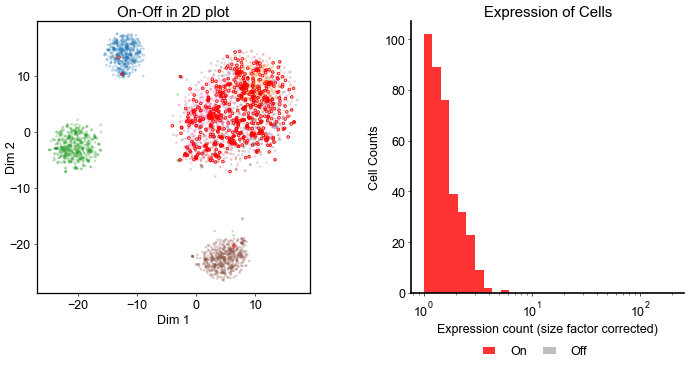 On-Off in 2D plot
Dim 2
10
0
−10
−20
−20 −10 0 10
Dim 1
Expression of Cells
Cell Counts
100
80
60
40
20
0
10^0 10^1 10^2
Expression count (size factor corrected)
On Off